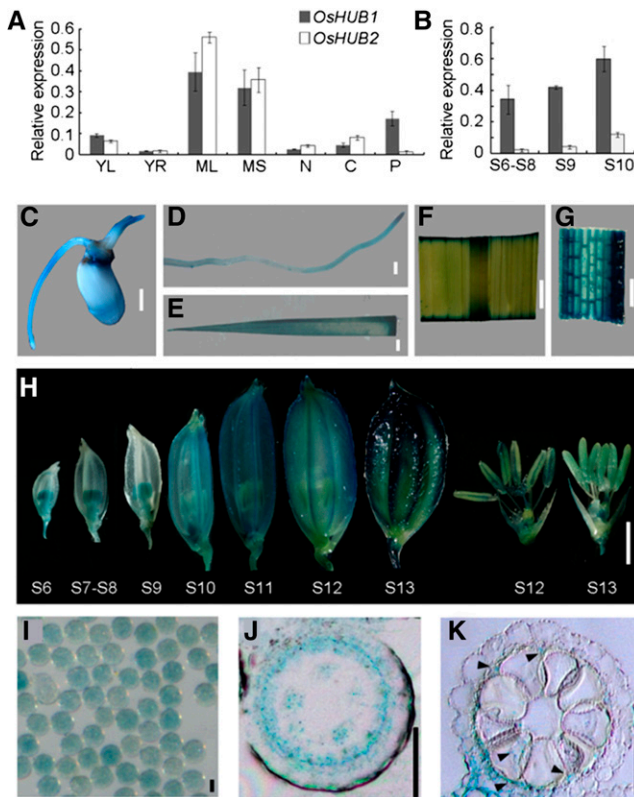 A
Relative expression
0.6
0.5
0.4
0.3
0.2
0.1
0
OsHUB1
OsHUB2
YL YR ML MS N C P
B
Relative expression
0.8
0.6
0.4
0.2
0
S6-S8 S9 S10
C
D
E
F
G
H
S6 S7-S8 S9 S10 S11 S12 S13 S12 S13
I
J
K